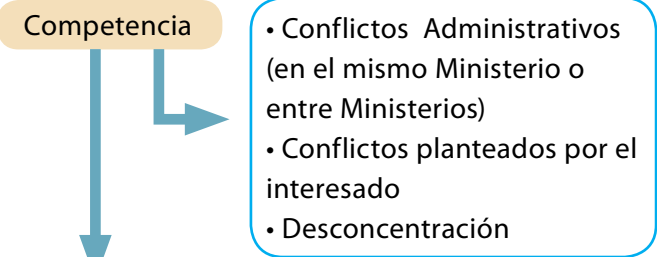 Competencia
• Conflictos Administrativos
(en el mismo Ministerio o
entre Ministerios)
• Conflictos planteados por el
interesado
• Desconcentración